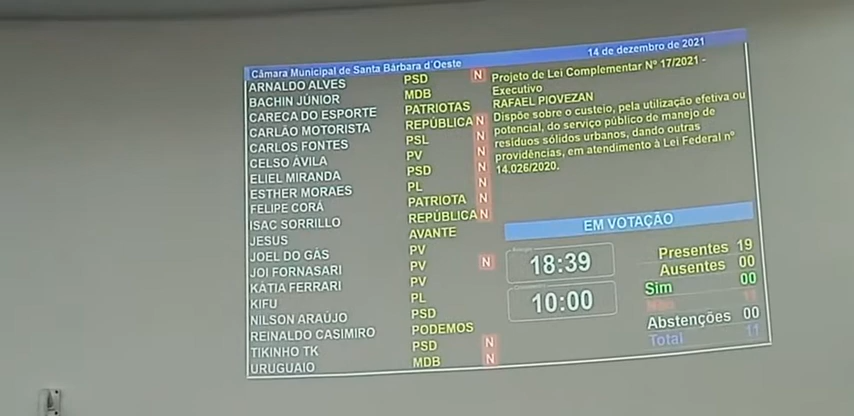 Câmara Municipal de Santa Bárbara d´Oeste 14 de dezembro de 2021
ARNALDO ALVES PSD N
BACHIN JÚNIOR MDB
CARECA DO ESPORTE PATRIOTAS
CARLÃO MOTORISTA REPÚBLICA N
CARLOS FONTES PSL N
CELSO ÁVILA PV N
ELIEL MIRANDA PSD N
ESTHER MORAES PL N
FELIPE CORÁ PATRIOTA N
ISAC SORRILLO REPÚBLICA N
JESUS AVANTE
JOEL DO GÁS PV
JOI FORNASARI PV N
KÁTIA FERRARI PV
KIFU PL
NILSON ARAÚJO PSD
REINALDO CASIMIRO PODEMOS
TIKINHO TK PSD N
URUGUAIO MDB N
Projeto de Lei Complementar Nº 17/2021 -
Executivo
RAFAEL PIOVEZAN
Dispõe sobre o custeio, pela utilização efetiva ou
potencial, do serviço público de manejo de
resíduos sólidos urbanos, dando outras
providências, em atendimento à Lei Federal nº
14.026/2020.
EM VOTAÇÃO
18:39
10:00
Presentes 19
Ausentes 00
Sim 00
Não 11
Abstenções 00
Total 11